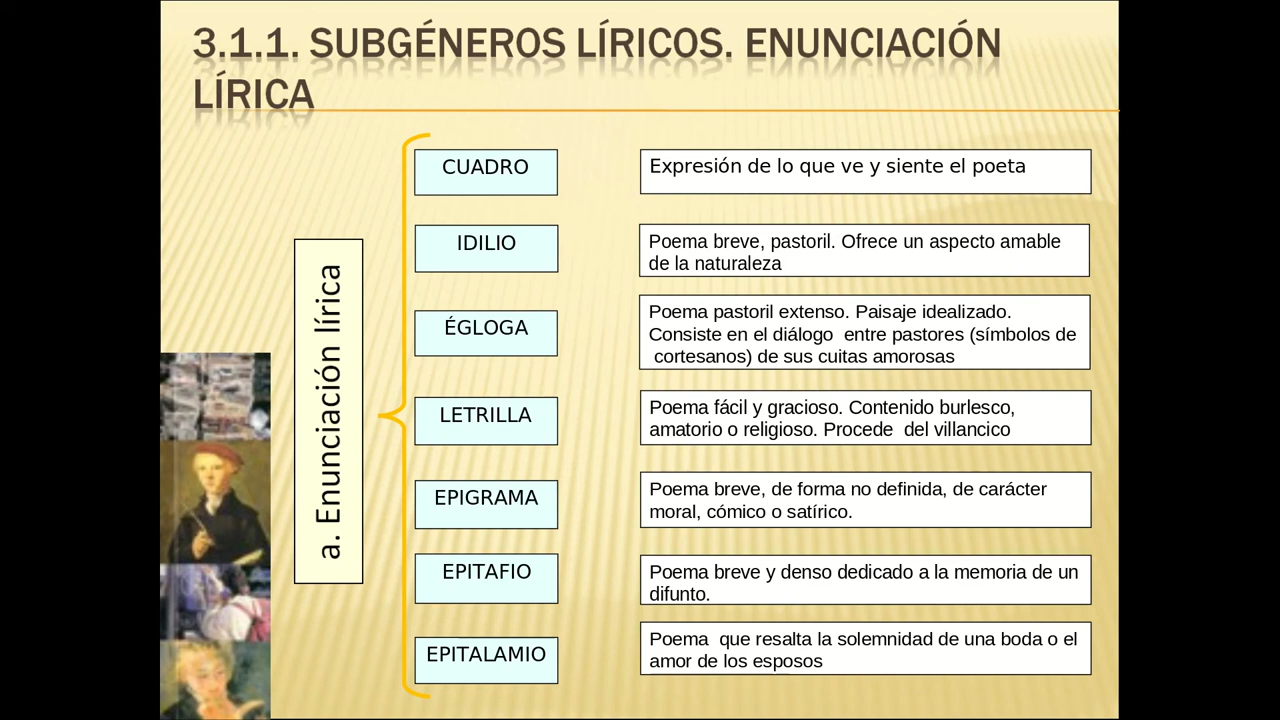 3.1.1. SUBGÉNEROS LÍRICOS. ENUNCIACIÓN
LÍRICA
a. Enunciación lírica
CUADRO
Expresión de lo que ve y siente el poeta
IDILIO
Poema breve, pastoril. Ofrece un aspecto amable
de la naturaleza
ÉGLOGA
Poema pastoril extenso. Paisaje idealizado.
Consiste en el diálogo entre pastores (símbolos de
cortesanos) de sus cuitas amorosas
LETRILLA
Poema fácil y gracioso. Contenido burlesco,
amatorio o religioso. Procede del villancico
EPIGRAMA
Poema breve, de forma no definida, de carácter
moral, cómico o satírico.
EPITAFIO
Poema breve y denso dedicado a la memoria de un
difunto.
EPITALAMIO
Poema que resalta la solemnidad de una boda o el
amor de los esposos